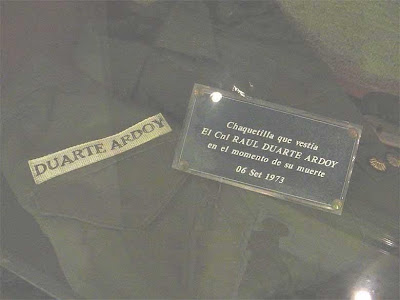 DUARTE ARDOY
Chaquetilla que vestía
El Cnl RAUL DUARTE ARDOY
en el momento de su muerte
06 Set 1973